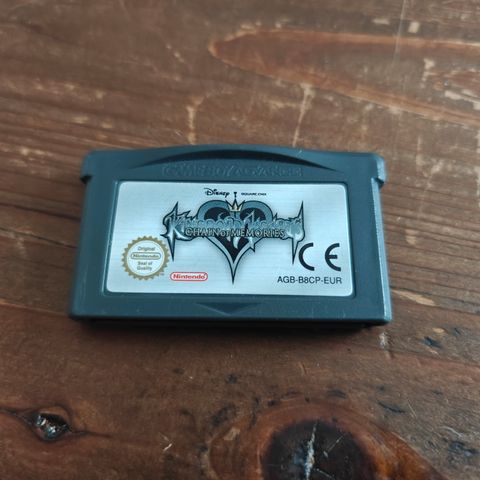 GAME BOY ADVANCE
Disney SQUARE ENIX
KINGDOM HEARTS
CHAIN OF MEMORIES
Original
Nintendo
Seal of
Quality
Nintendo
CE
AGB-B8CP-EUR